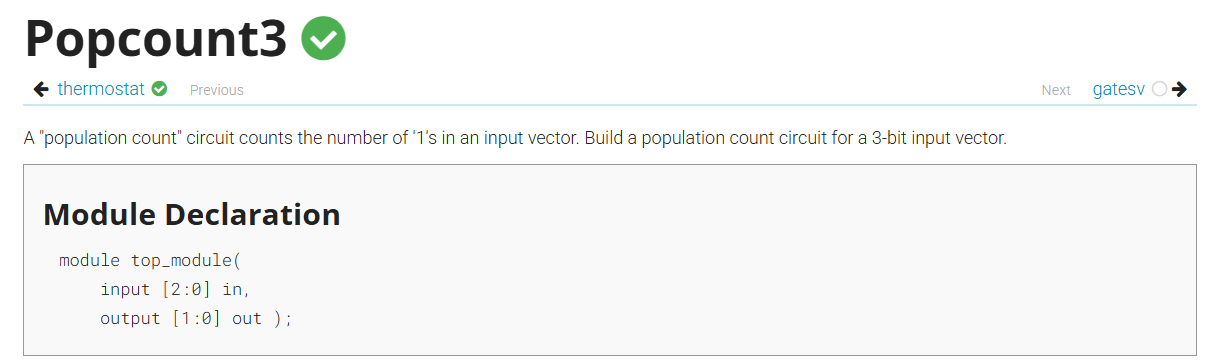 Popcount3
thermostat Previous Next gatesv
A "population count" circuit counts the number of '1's in an input vector. Build a population count circuit for a 3-bit input vector.
Module Declaration
module top_module(
input [2:0] in,
output [1:0] out );